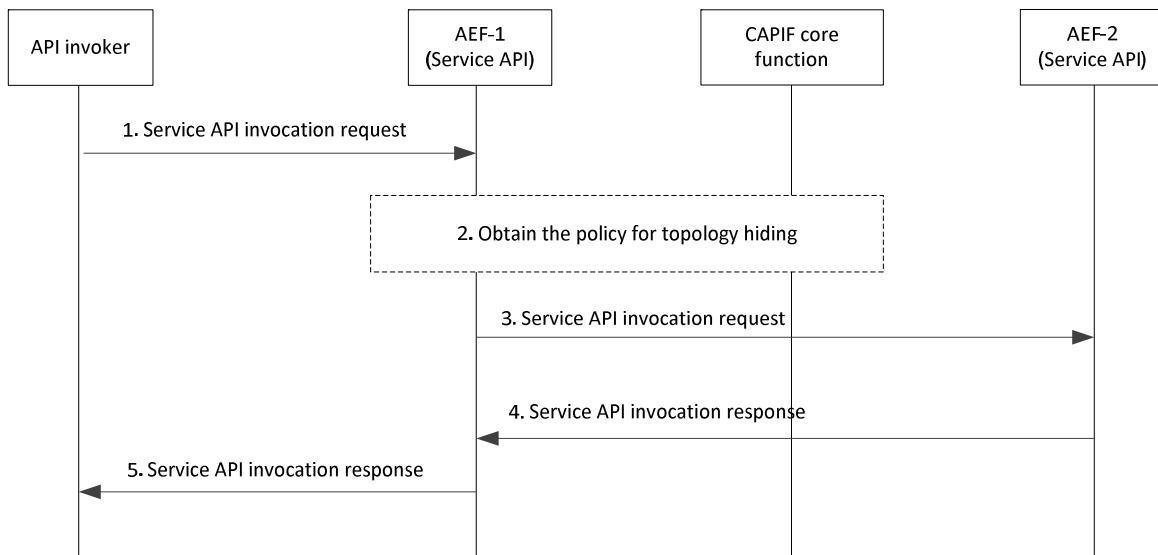 API invoker
AEF-1
(Service API)
CAPIF core
function
AEF-2
(Service API)
1. Service API invocation request
2. Obtain the policy for topology hiding
3. Service API invocation request
4. Service API invocation response
5. Service API invocation response